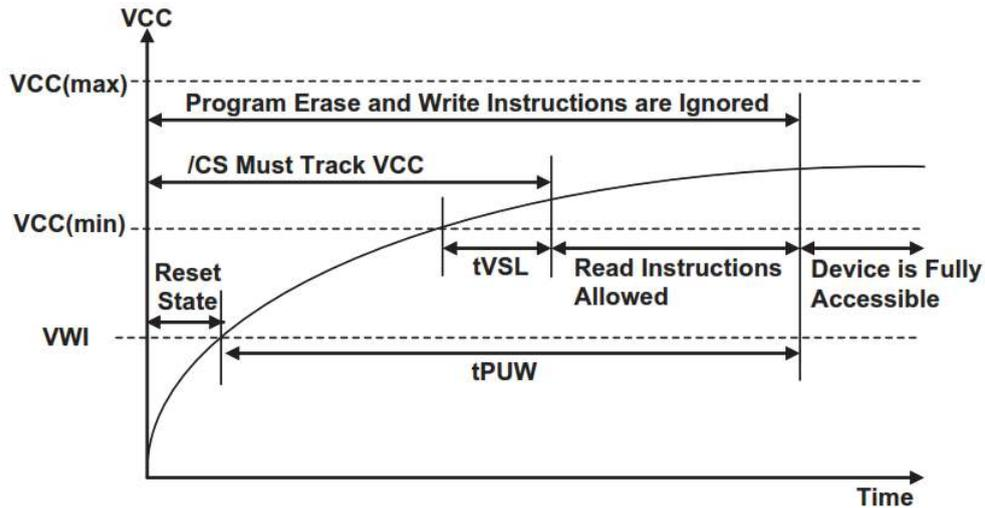 VCC
VCC(max)
Program Erase and Write Instructions are Ignored
/CS Must Track VCC
VCC(min)
Reset
State
tVSL
Read Instructions
Allowed
Device is Fully
Accessible
VWI
tPUW
Time